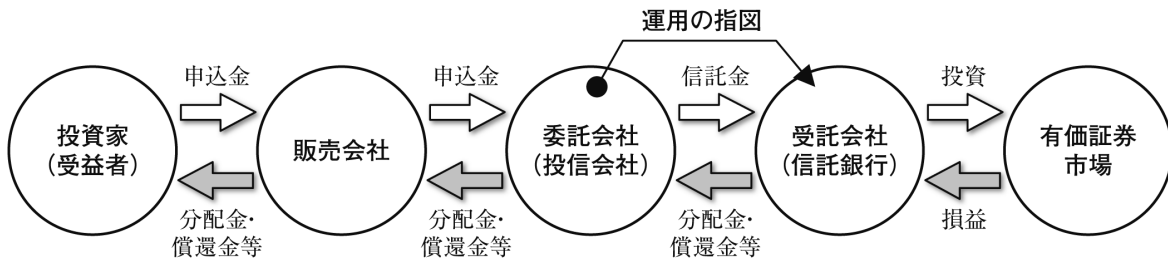 運用の指図
申込金
申込金
信託金
投資
投資家
（受益者）
販売会社
委託会社
（投信会社）
受託会社
（信託銀行）
有価証券
市場
分配金・
償還金等
分配金・
償還金等
分配金・
償還金等
損益